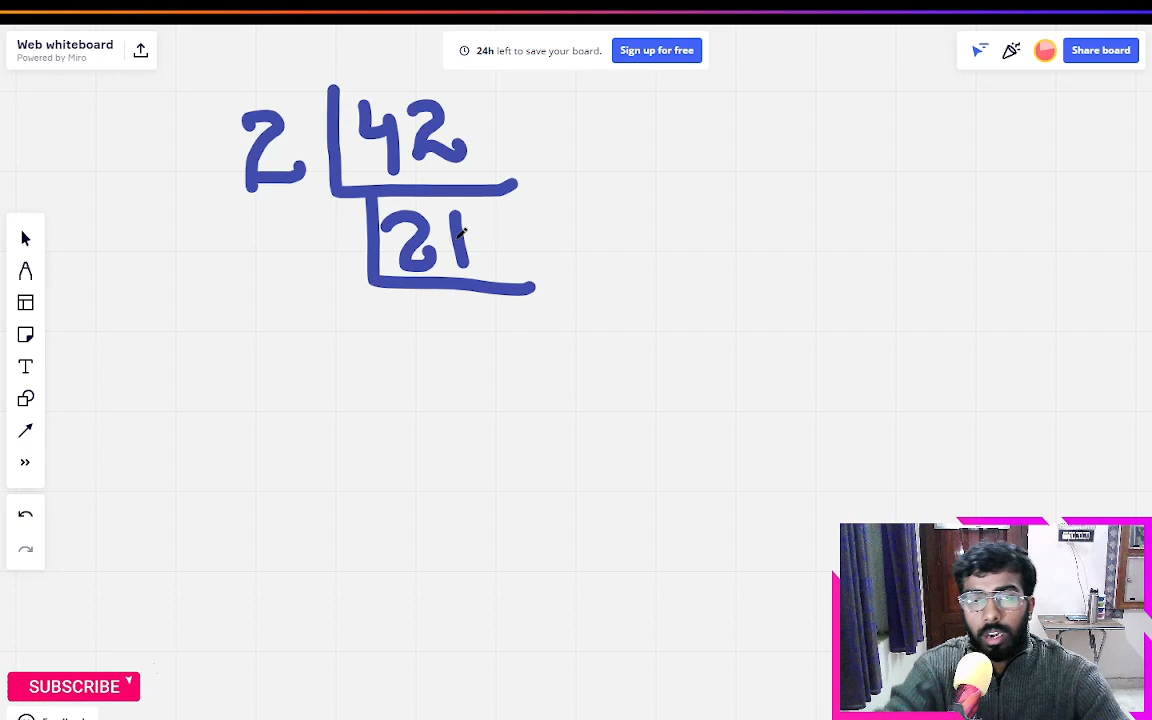 Web whiteboard
Powered by Miro
24h left to save your board.
Sign up for free
Share board
2 42
21
SUBSCRIBE